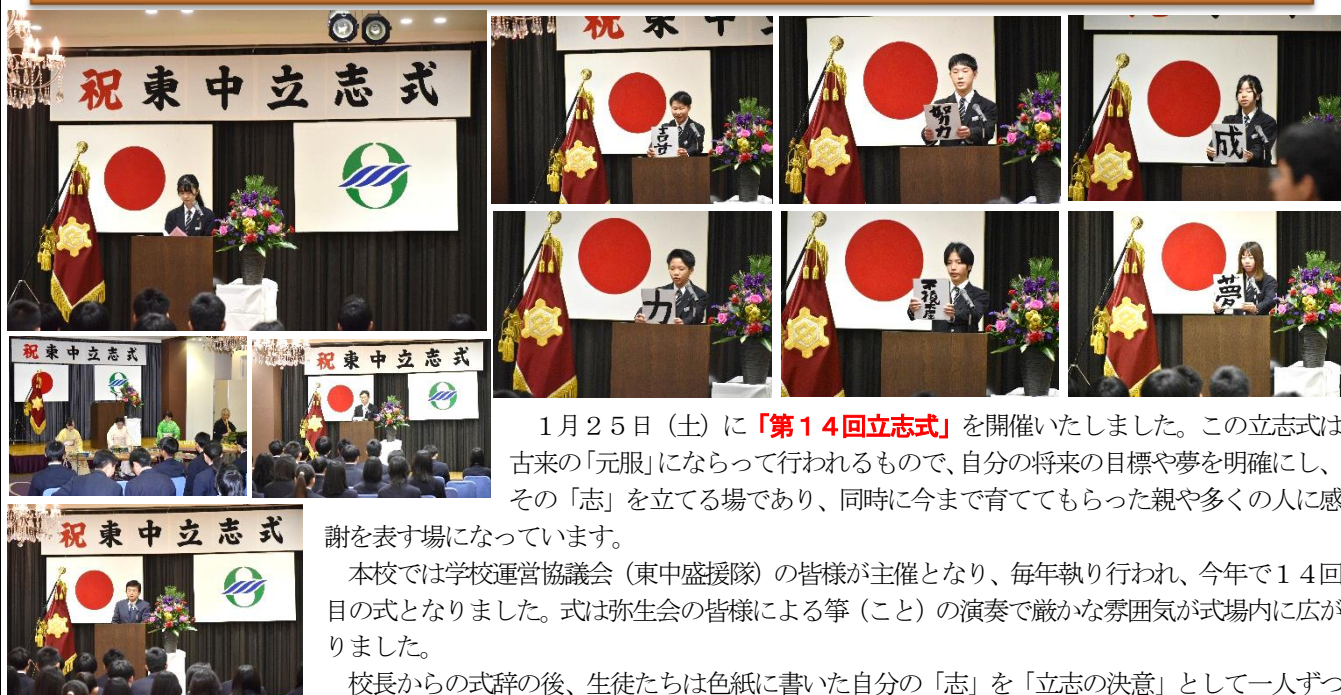 祝東中立志式
祝東中立
吉甘
努力
成
力
不撓不屈
夢
祝東中立志式
祝東中立志式
1月25日（土）に「第14回立志式」を開催いたしました。この立志式は
古来の「元服」にならって行われるもので、自分の将来の目標や夢を明確にし、
その「志」を立てる場であり、同時に今まで育ててもらった親や多くの人に感
祝東中立志式
謝を表す場になっています。
本校では学校運営協議会（東中盛援隊）の皆様が主催となり、毎年執り行われ、今年で14回
目の式となりました。式は弥生会の皆様による箏（こと）の演奏で厳かな雰囲気が式場内に広が
りました。
校長からの式辞の後、生徒たちは色紙に書いた自分の「志」を「立志の決意」として一人ずつ